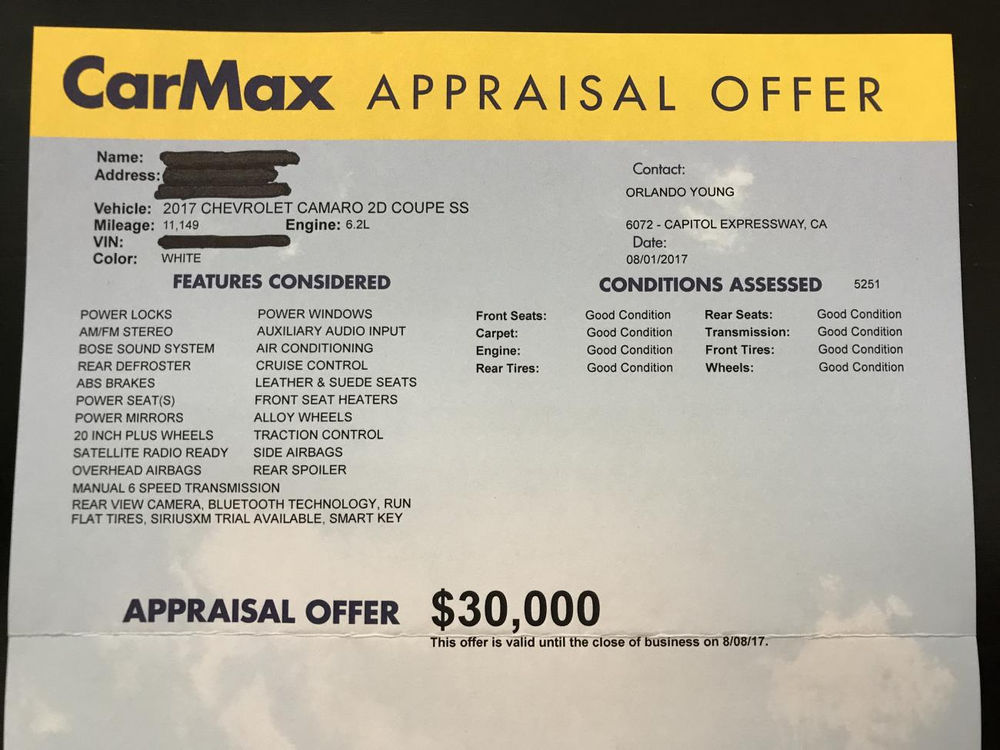 CarMax APPRAISAL OFFER
Name:
Address:
Vehicle: 2017 CHEVROLET CAMARO 2D COUPE SS
Mileage: 11,149 Engine: 6.2L
VIN:
Color: WHITE
Contact:
ORLANDO YOUNG
6072 - CAPITOL EXPRESSWAY, CA
Date:
08/01/2017
FEATURES CONSIDERED
POWER LOCKS POWER WINDOWS
AM/FM STEREO AUXILIARY AUDIO INPUT
BOSE SOUND SYSTEM AIR CONDITIONING
REAR DEFROSTER CRUISE CONTROL
ABS BRAKES LEATHER & SUEDE SEATS
POWER SEAT(S) FRONT SEAT HEATERS
POWER MIRRORS ALLOY WHEELS
20 INCH PLUS WHEELS TRACTION CONTROL
SATELLITE RADIO READY SIDE AIRBAGS
OVERHEAD AIRBAGS REAR SPOILER
MANUAL 6 SPEED TRANSMISSION
REAR VIEW CAMERA, BLUETOOTH TECHNOLOGY, RUN
FLAT TIRES, SIRIUSXM TRIAL AVAILABLE, SMART KEY
CONDITIONS ASSESSED 5251
Front Seats: Good Condition Rear Seats: Good Condition
Carpet: Good Condition Transmission: Good Condition
Engine: Good Condition Front Tires: Good Condition
Rear Tires: Good Condition Wheels: Good Condition
APPRAISAL OFFER $30,000
This offer is valid until the close of business on 8/08/17.